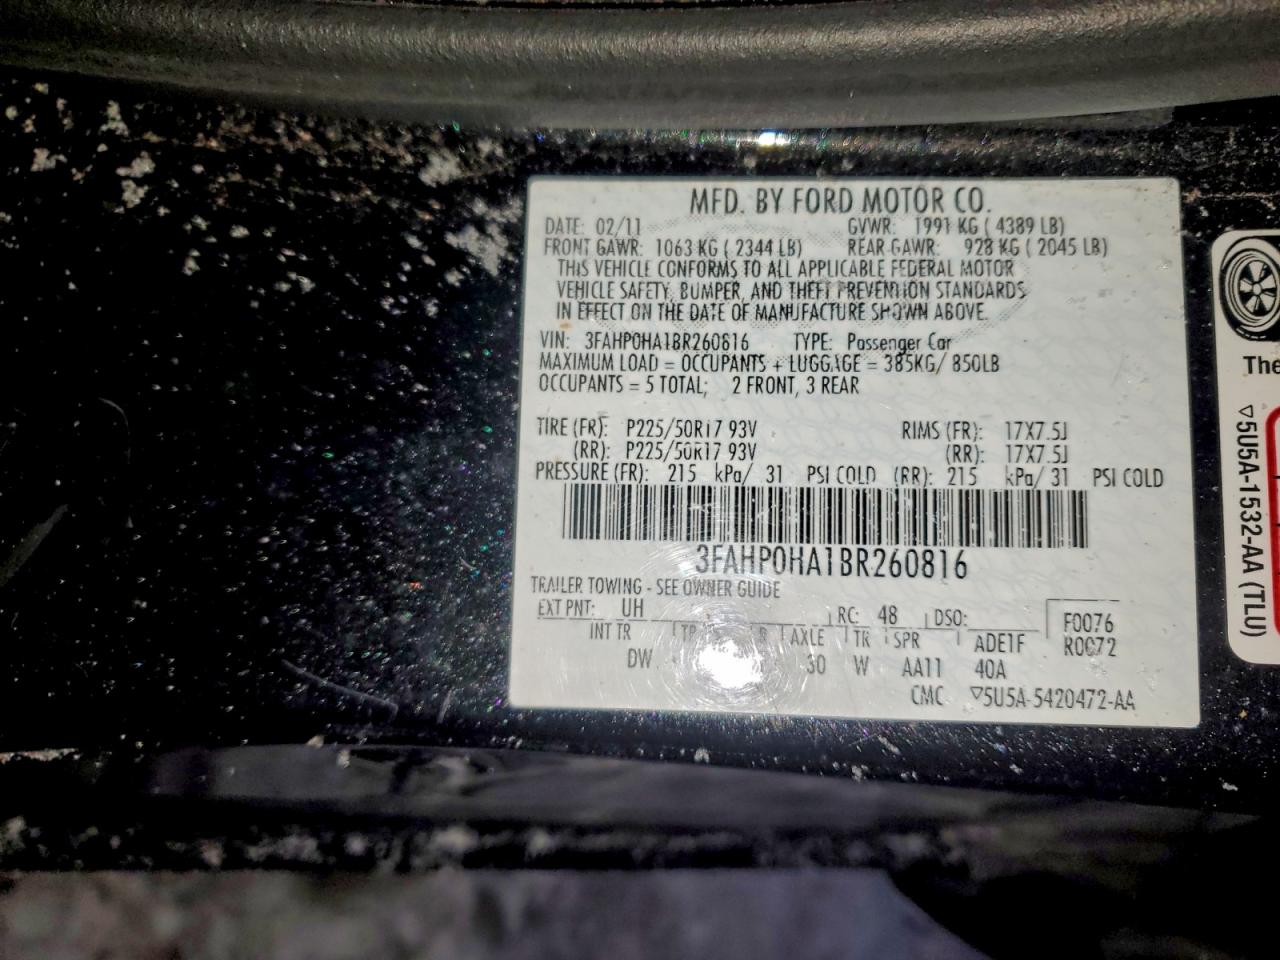 MFD. BY FORD MOTOR CO.
DATE: 02/11 GVWR: 1991 KG ( 4389 LB)
FRONT GAWR: 1063 KG ( 2344 LB) REAR GAWR: 928 KG ( 2045 LB)
THIS VEHICLE CONFORMS TO ALL APPLICABLE FEDERAL MOTOR
VEHICLE SAFETY, BUMPER, AND THEFT PREVENTION STANDARDS
IN EFFECT ON THE DATE OF MANUFACTURE SHOWN ABOVE.
VIN: 3FAHP0HA1BR260816 TYPE: Passenger Car
MAXIMUM LOAD = OCCUPANTS + LUGGAGE = 385KG/ 850LB
OCCUPANTS = 5 TOTAL; 2 FRONT, 3 REAR
TIRE (FR): P225/50R17 93V RIMS (FR): 17X7.5J
(RR): P225/50R17 93V (RR): 17X7.5J
PRESSURE (FR): 215 kPa/ 31 PSI COLD (RR): 215 kPa/ 31 PSI COLD
3FAHP0HA1BR260816
TRAILER TOWING - SEE OWNER GUIDE
EXT PNT: UH RC: 48 DSO: F0076
INT TR AXLE TR SPR ADE1F R0072
DW 30 W AA11 40A
CMC ▽5U5A-5420472-AA
The
▽5U5A-1532-AA (TLU)